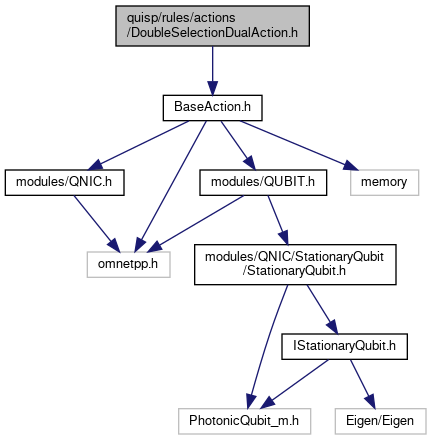 quisp/rules/actions
/DoubleSelectionDualAction.h
BaseAction.h
modules/QNIC.h
modules/QUBIT.h
memory
omnetpp.h
modules/QNIC/StationaryQubit
/StationaryQubit.h
IStationaryQubit.h
PhotonicQubit_m.h
Eigen/Eigen